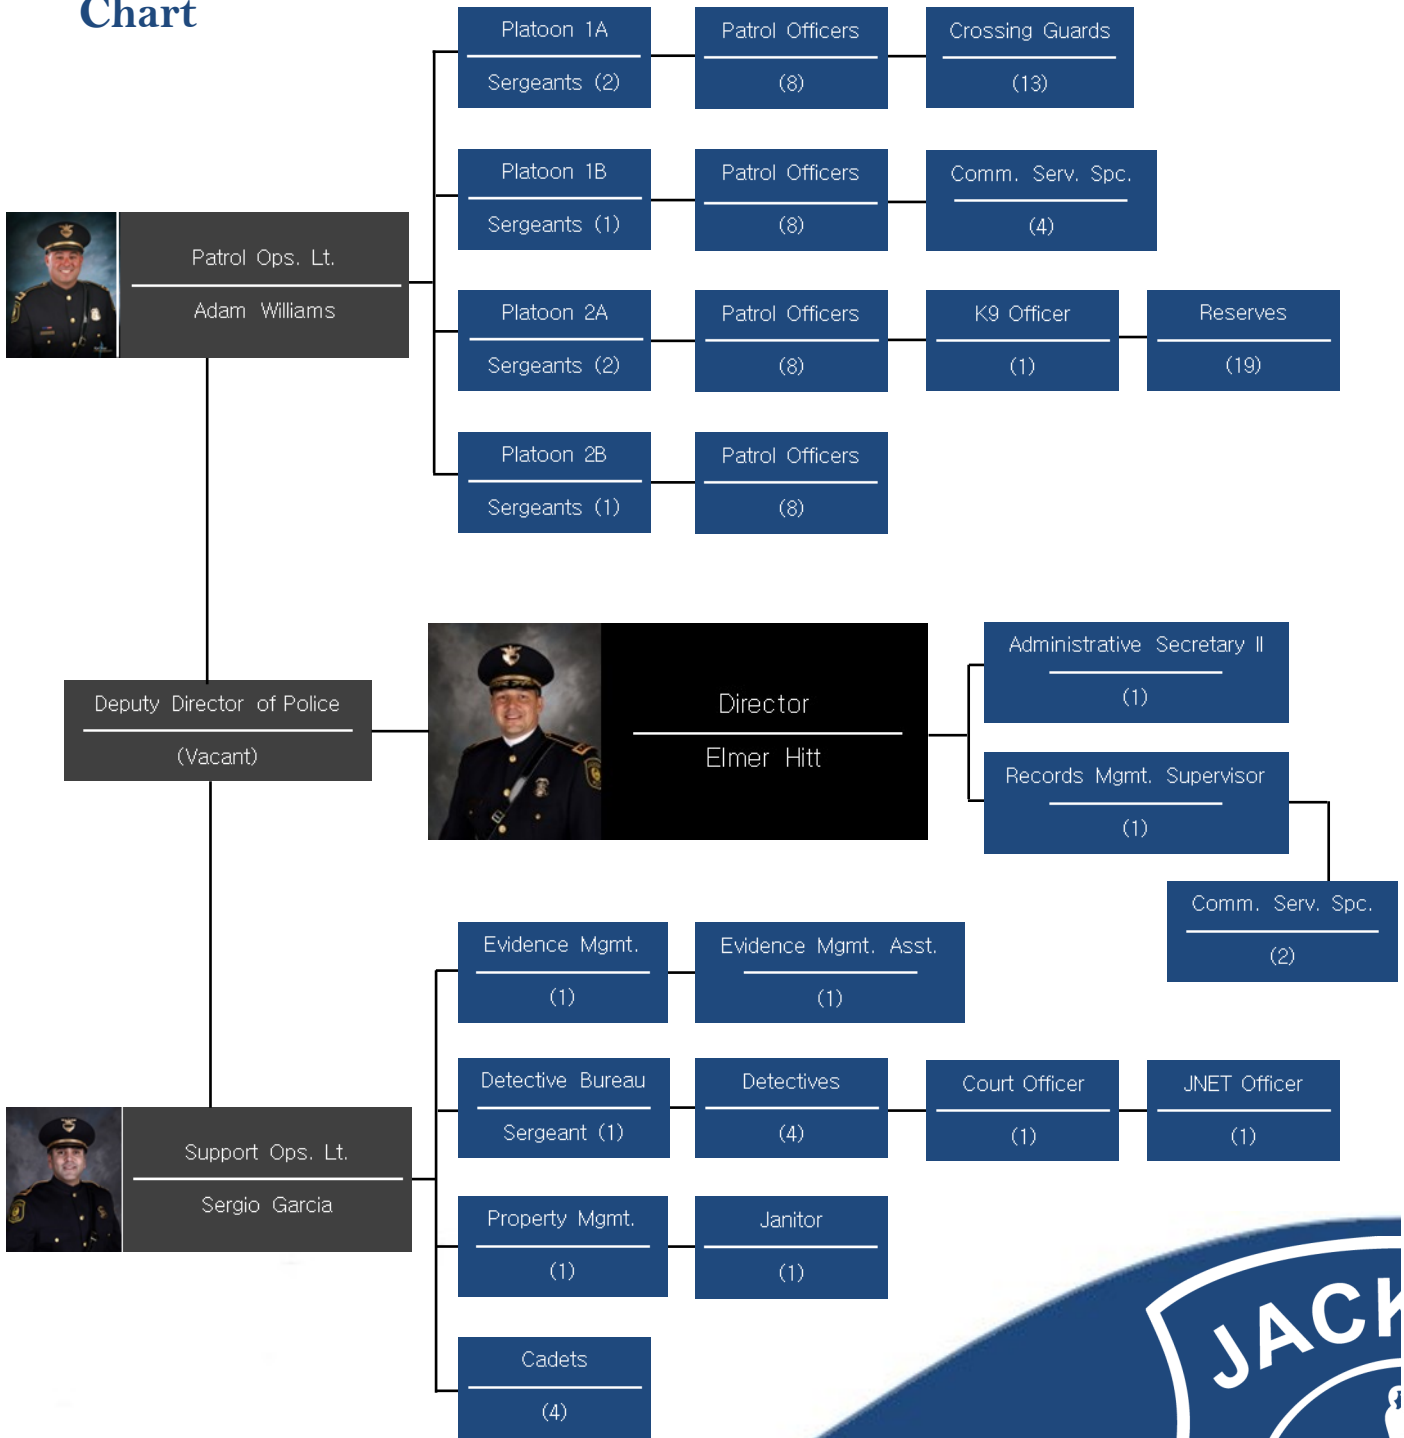 Chart
Platoon 1A
Sergeants (2)
Patrol Officers
(8)
Crossing Guards
(13)
Platoon 1B
Sergeants (1)
Patrol Officers
(8)
Comm. Serv. Spc.
(4)
Patrol Ops. Lt.
Adam Williams
Platoon 2A
Sergeants (2)
Patrol Officers
(8)
K9 Officer
(1)
Reserves
(19)
Platoon 2B
Sergeants (1)
Patrol Officers
(8)
Deputy Director of Police
(Vacant)
Director
Elmer Hitt
Administrative Secretary II
(1)
Records Mgmt. Supervisor
(1)
Comm. Serv. Spc.
(2)
Evidence Mgmt.
(1)
Evidence Mgmt. Asst.
(1)
Support Ops. Lt.
Sergio Garcia
Detective Bureau
Sergeant (1)
Detectives
(4)
Court Officer
(1)
JNET Officer
(1)
Property Mgmt.
(1)
Janitor
(1)
Cadets
(4)
JACK